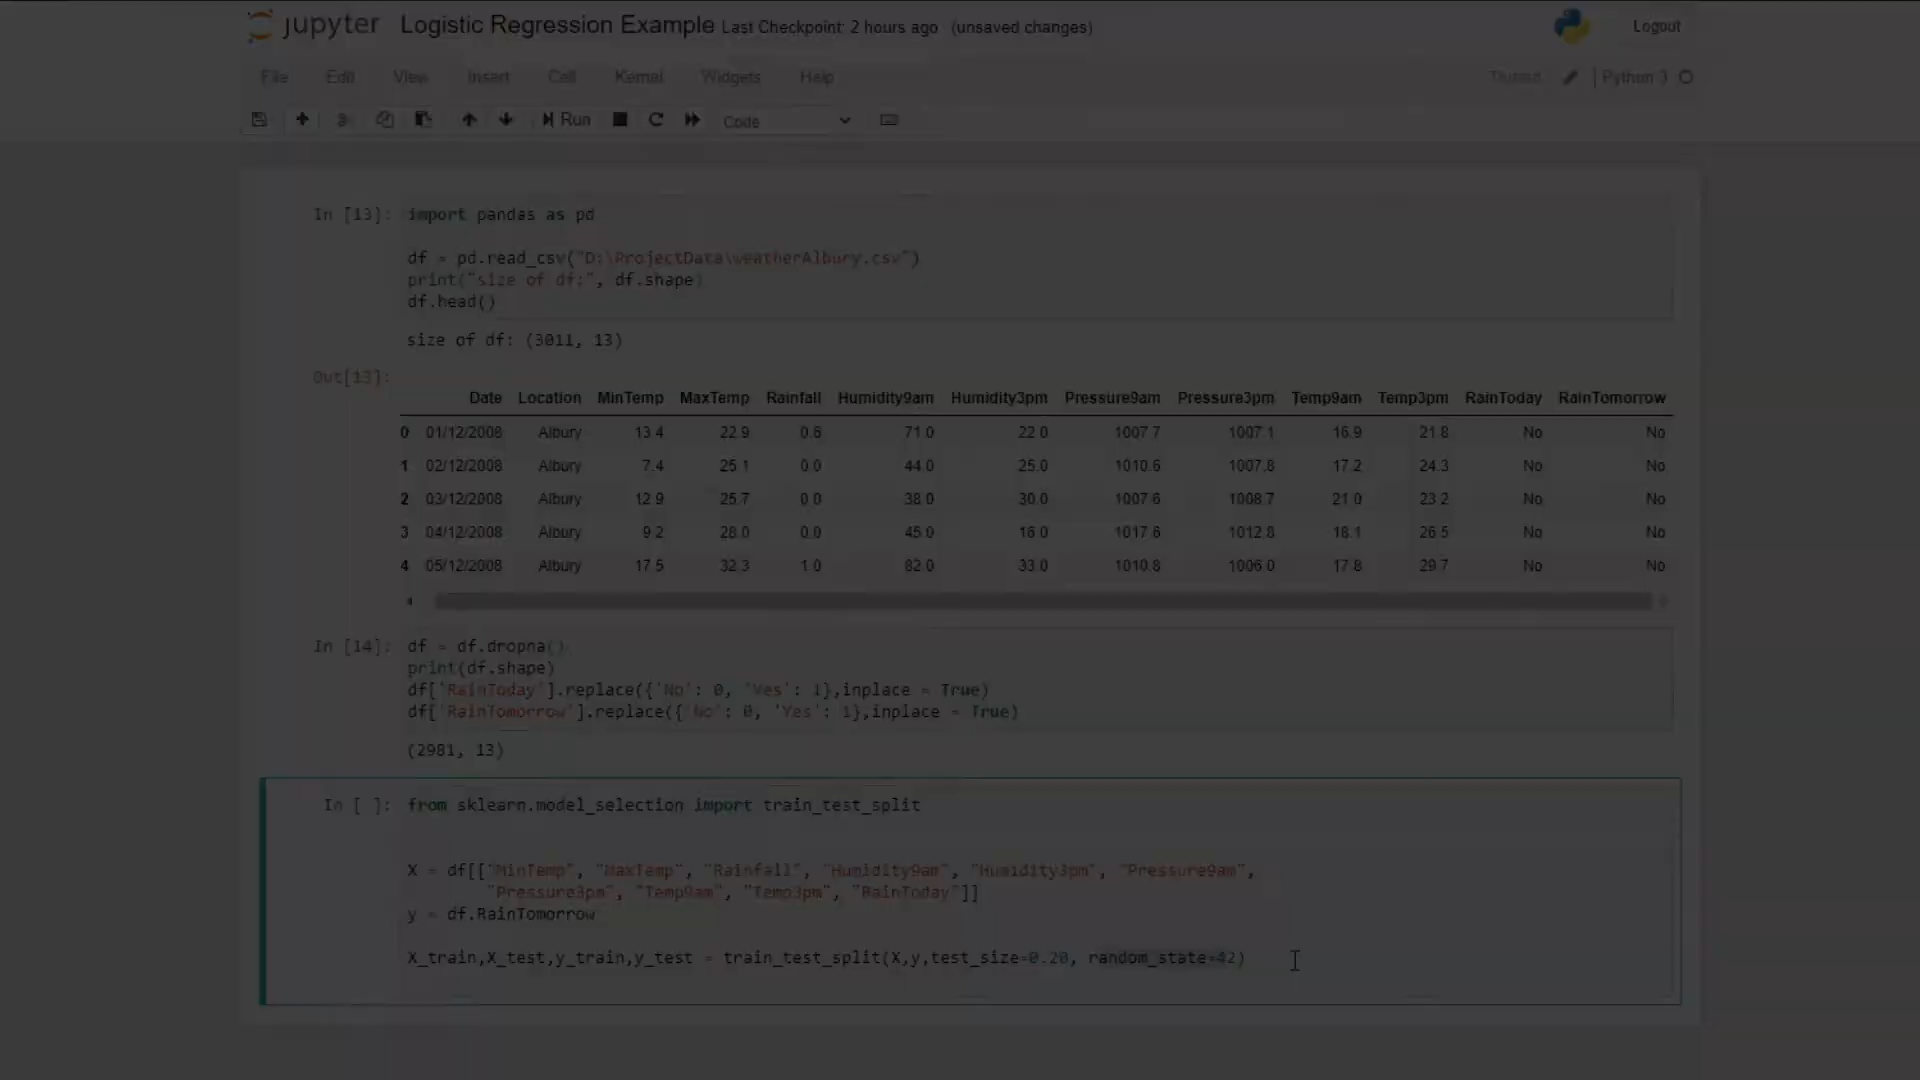 jupyter Logistic Regression Example Last Checkpoint: 2 hours ago (unsaved changes) Logout
File Edit View Insert Cell Kernel Widgets Help Trusted Python 3
Run Code
In [13]: import pandas as pd
df = pd.read_csv("D:\ProjectData\weatherAlbury.csv")
print("size of df:", df.shape)
df.head()
size of df: (3011, 13)
Out[13]:
Date Location MinTemp MaxTemp Rainfall Humidity9am Humidity3pm Pressure9am Pressure3pm Temp9am Temp3pm RainToday RainTomorrow
0 01/12/2008 Albury 13.4 22.9 0.6 71.0 22.0 1007.7 1007.1 16.9 21.8 No No
1 02/12/2008 Albury 7.4 25.1 0.0 44.0 25.0 1010.6 1007.8 17.2 24.3 No No
2 03/12/2008 Albury 12.9 25.7 0.0 38.0 30.0 1007.6 1008.7 21.0 23.2 No No
3 04/12/2008 Albury 9.2 28.0 0.0 45.0 16.0 1017.6 1012.8 18.1 26.5 No No
4 05/12/2008 Albury 17.5 32.3 1.0 82.0 33.0 1010.8 1006.0 17.8 29.7 No No
In [14]: df = df.dropna()
print(df.shape)
df['RainToday'].replace({'No': 0, 'Yes': 1},inplace = True)
df['RainTomorrow'].replace({'No': 0, 'Yes': 1},inplace = True)
(2981, 13)
In [ ]: from sklearn.model_selection import train_test_split
X = df[["MinTemp", "MaxTemp", "Rainfall", "Humidity9am", "Humidity3pm", "Pressure9am",
"Pressure3pm", "Temp9am", "Temp3pm", "RainToday"]]
y = df.RainTomorrow
X_train,X_test,y_train,y_test = train_test_split(X,y,test_size=0.20, random_state=42)